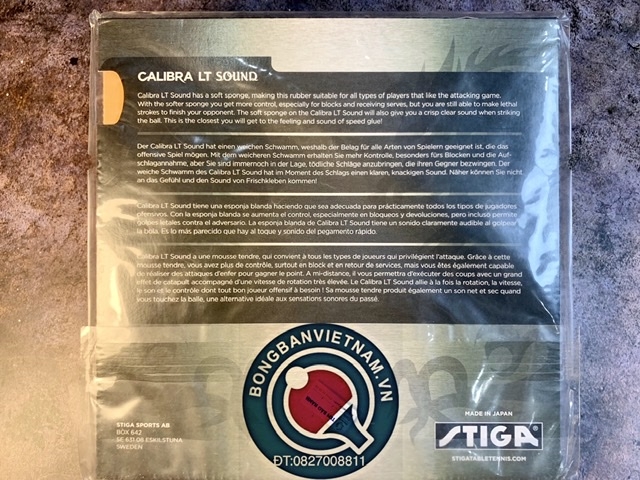 CALIBRA LT SOUND
Calibra LT Sound has a soft sponge, making this rubber suitable for all types of players that like the attacking game.
With the softer sponge you get more control, especially for blocks and receiving serves, but you are still able to make lethal
strokes to finish your opponent. The soft sponge on the Calibra LT Sound will also give you a crisp clear sound when striking
the ball. This is the closest you will get to the feeling and sound of speed glue!
Der Calibra LT Sound hat einen weichen Schwamm, weshalb der Belag für alle Arten von Spielern geeignet ist, die das
offensive Spiel mögen. Mit dem weicheren Schwamm erhalten Sie mehr Kontrolle, besonders fürs Blocken und die Auf-
schlagannahme, aber Sie sind immernoch in der Lage, tödliche Schläge anzubringen, die Ihren Gegner bezwingen. Der
weiche Schwamm des Calibra LT Sound hat im Moment des Schlags einen klaren, knackigen Sound. Näher können Sie nicht
an das Gefühl und den Sound von Frischkleben kommen!
Calibra LT Sound tiene una esponja blanda haciendo que sea adecuada para prácticamente todos los tipos de jugadores
ofensivos. Con la esponja blanda se aumenta el control, especialmente en bloqueos y devoluciones, pero incluso permite
golpes letales contra el adversario. La esponja blanda de Calibra LT Sound tiene un sonido claramente audible al golpear
la bola. Es lo más parecido que hay al toque y sonido del pegamento rápido.
Calibra LT Sound a une mousse tendre, qui convient à tous les types de joueurs qui privilégient l'attaque. Grâce à cette
mousse tendre, vous avez plus de contrôle, surtout en block et en retour de services, mais vous êtes également capable
de réaliser des attaques d'enfer pour gagner le point. A mi-distance, il vous permettra d'exécuter des coups avec un grand
effet de catapult accompagné d'une vitesse de rotation très élevée. Le Calibra LT Sound allie à la fois la rotation, la vitesse,
le son et le contrôle dont tout bon joueur offensif à besoin ! Sa mousse tendre produit également un son net et sec quand
vous touchez la balle, une alternative idéale aux sensations sonores du passé.
BONGBANVIETNAM.VN
ĐT:0827008811
STIGA SPORTS AB
BOX 642
SE 631 08 ESKILSTUNA
SWEDEN
MADE IN JAPAN
STIGA®
STIGATABLETENNIS.COM